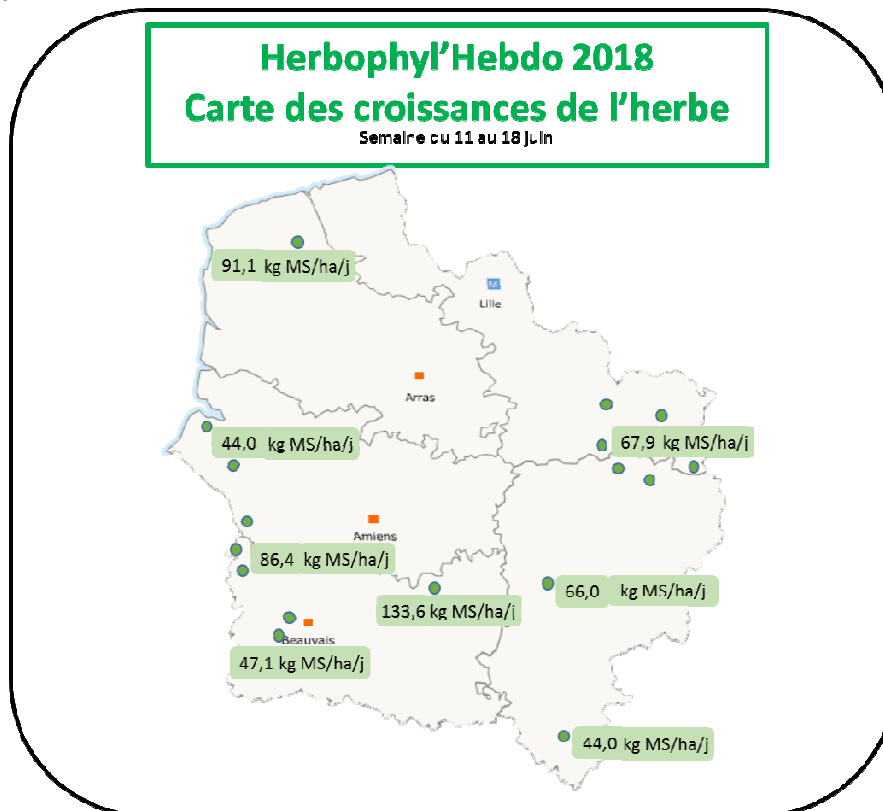 Herbophyl'Hebdo 2018
Carte des croissances de l'herbe
Semaine du 11 au 18 juin
91,1 kg MS/ha/j
Lille
Arras
44,0 kg MS/ha/j
67,9 kg MS/ha/j
Amiens
86,4 kg MS/ha/j
66,0 kg MS/ha/j
133,6 kg MS/ha/j
Beauvais
47,1 kg MS/ha/j
44,0 kg MS/ha/j